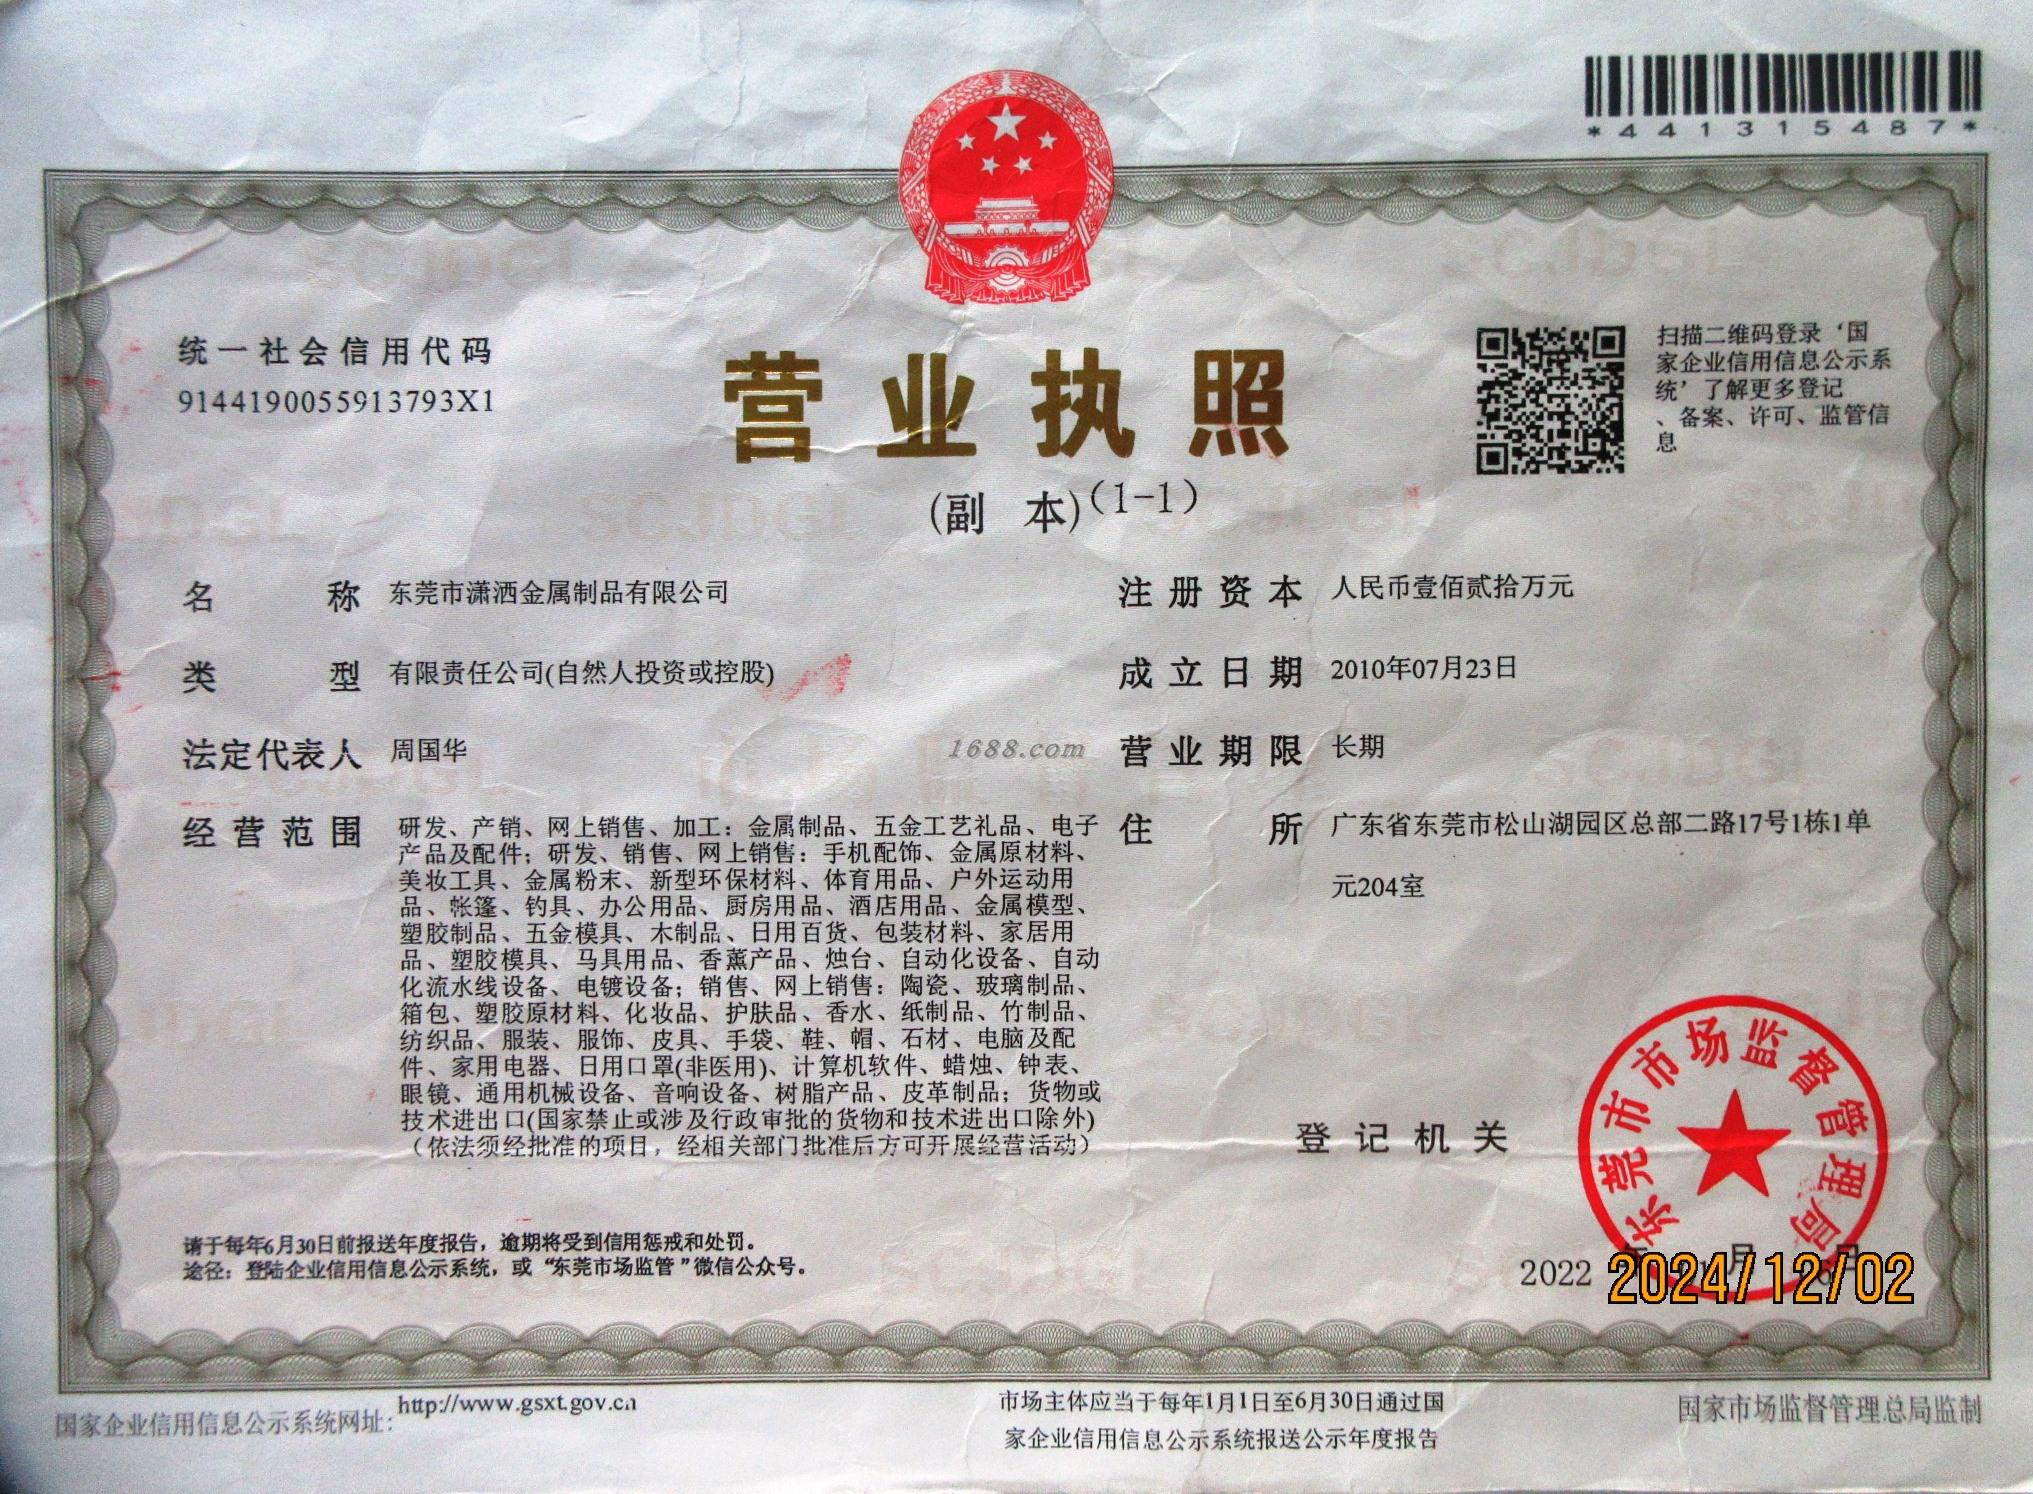 *4413154487*
统一社会信用代码
9144190055913793X1
营业执照
(副 本)(1-1)
扫描二维码登录‘国
家企业信用信息公示系
统’了解更多登记
、备案、许可、监管信
息
名 称 东莞市潇洒金属制品有限公司
类 型 有限责任公司(自然人投资或控股)
法定代表人 周国华
经营范围 研发、产销、网上销售、加工：金属制品、五金工艺礼品、电子
产品及配件；研发、销售、网上销售：手机配饰、金属原材料、
美妆工具、金属粉末、新型环保材料、体育用品、户外运动用
品、帐篷、钓具、办公用品、厨房用品、酒店用品、金属模型、
塑胶制品、五金模具、木制品、日用百货、包装材料、家居用
品、塑胶模具、马具用品、香薰产品、烛台、自动化设备、自动
化流水线设备、电镀设备；销售、网上销售：陶瓷、玻璃制品、
箱包、塑胶原材料、化妆品、护肤品、香水、纸制品、竹制品、
纺织品、服装、服饰、皮具、手袋、鞋、帽、石材、电脑及配
件、家用电器、日用口罩(非医用)、计算机软件、蜡烛、钟表、
眼镜、通用机械设备、音响设备、树脂产品、皮革制品；货物或
技术进出口(国家禁止或涉及行政审批的货物和技术进出口除外)
（依法须经批准的项目，经相关部门批准后方可开展经营活动）
注册资本 人民币壹佰贰拾万元
成立日期 2010年07月23日
营业期限 长期
住 所 广东省东莞市松山湖园区总部二路17号1栋1单
元204室
1688.com
登记机关
东莞市市场监督管理局
2022 年 月 日
2024/12/02
请于每年6月30日前报送年度报告，逾期将受到信用惩戒和处罚。
途径：登陆企业信用信息公示系统，或“东莞市场监管”微信公众号。
国家企业信用信息公示系统网址：http://www.gsxt.gov.cn
市场主体应当于每年1月1日至6月30日通过国
家企业信用信息公示系统报送公示年度报告
国家市场监督管理总局监制